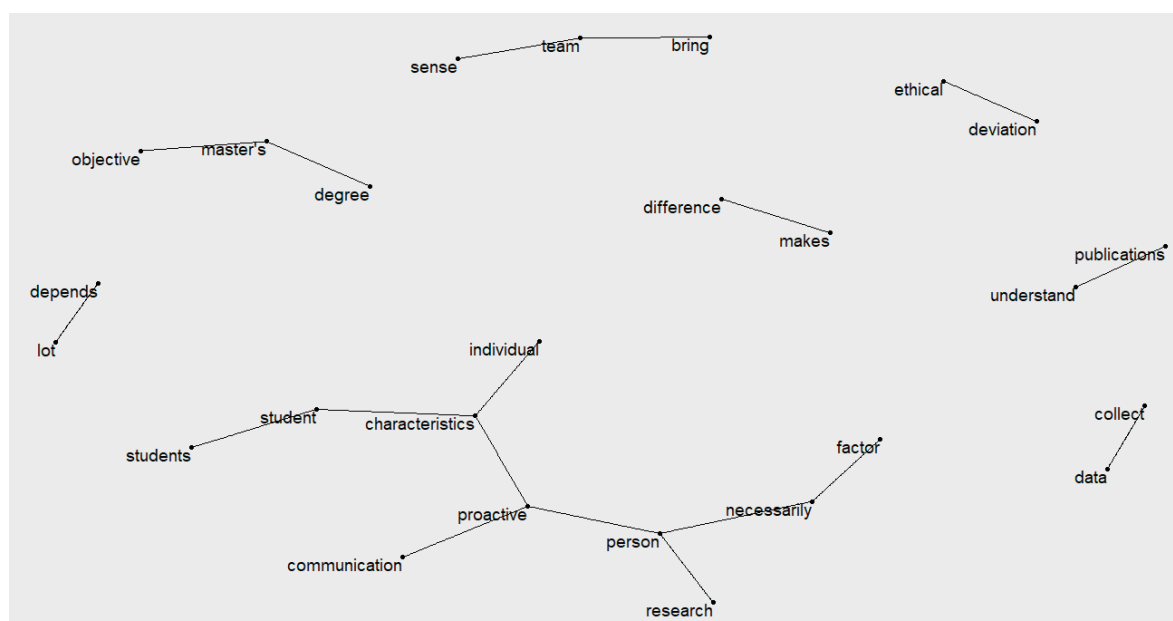 team
bring
sense
ethical
deviation
master's
objective
degree
difference
makes
publications
depends
understand
lot
individual
student
characteristics
collect
students
factor
data
proactive
necessarily
person
communication
research